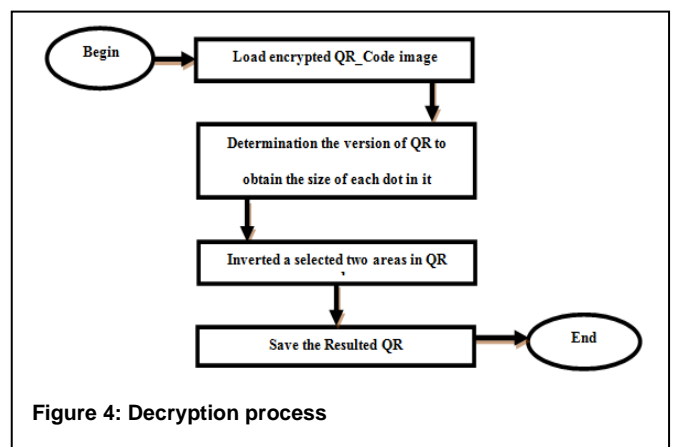 Begin
Load encrypted QR_Code image
Determination the version of QR to
obtain the size of each dot in it
Inverted a selected two areas in QR
Save the Resulted QR
End
Figure 4: Decryption process